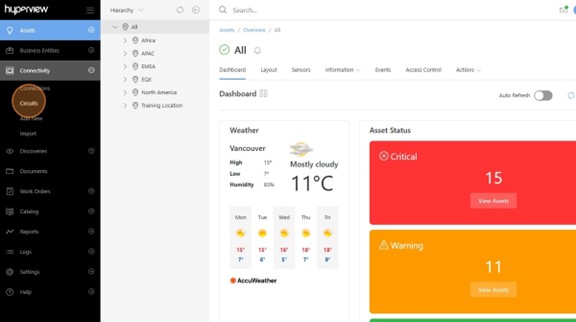 hyperview
Assets
Business Entities
Connectivity
Connections
Circuits
Add New
Import
Discoveries
Documents
Work Orders
Catalog
Reports
Logs
Settings
Help
Hierarchy
All
Africa
APAC
EMEA
EQX
North America
Training Location
Search...
Assets / Overview / All
All
Dashboard Layout Sensors Information Events Access Control Actions
Dashboard
Auto Refresh
Weather
Vancouver
High 13°
Low 7°
Humidity 83%
Mostly cloudy
11°C
Mon Tue Wed Thu Fri
15° 15° 16° 18° 18°
7° 6° 5° 7° 9°
AccuWeather
Asset Status
Critical
15
View Assets
Warning
11
View Assets